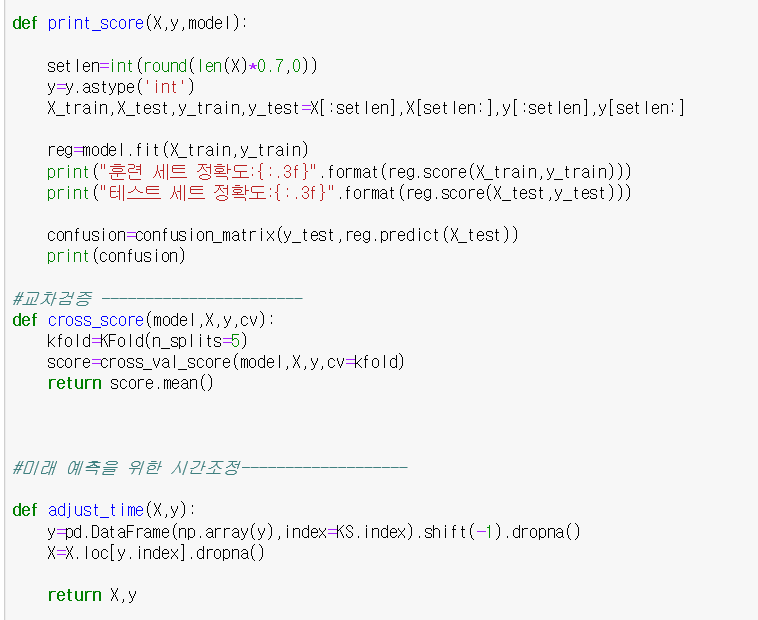 def print_score(X,y,model):
    setlen=int(round(len(X)*0.7,0))
    y=y.astype('int')
    X_train,X_test,y_train,y_test=X[:setlen],X[setlen:],y[:setlen],y[setlen:]
    reg=model.fit(X_train,y_train)
    print("훈련 세트 정확도:{:.3f}".format(reg.score(X_train,y_train)))
    print("테스트 세트 정확도:{:.3f}".format(reg.score(X_test,y_test)))
    confusion=confusion_matrix(y_test,reg.predict(X_test))
    print(confusion)
#교차검증 -----------------------
def cross_score(model,X,y,cv):
    kfold=KFold(n_splits=5)
    score=cross_val_score(model,X,y,cv=kfold)
    return score.mean()
#미래 예측을 위한 시간조정-------------------
def adjust_time(X,y):
    y=pd.DataFrame(np.array(y),index=KS.index).shift(-1).dropna()
    X=X.loc[y.index].dropna()
    return X,y